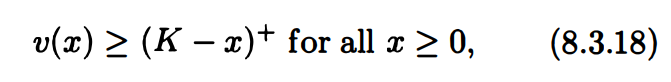 v(x) ≥ (K − x)⁺ for all x ≥ 0, (8.3.18)